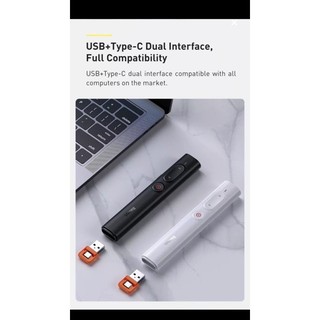 USB+Type-C Dual Interface,
Full Compatibility
USB+Type-C dual interface compatible with all
computers on the market.